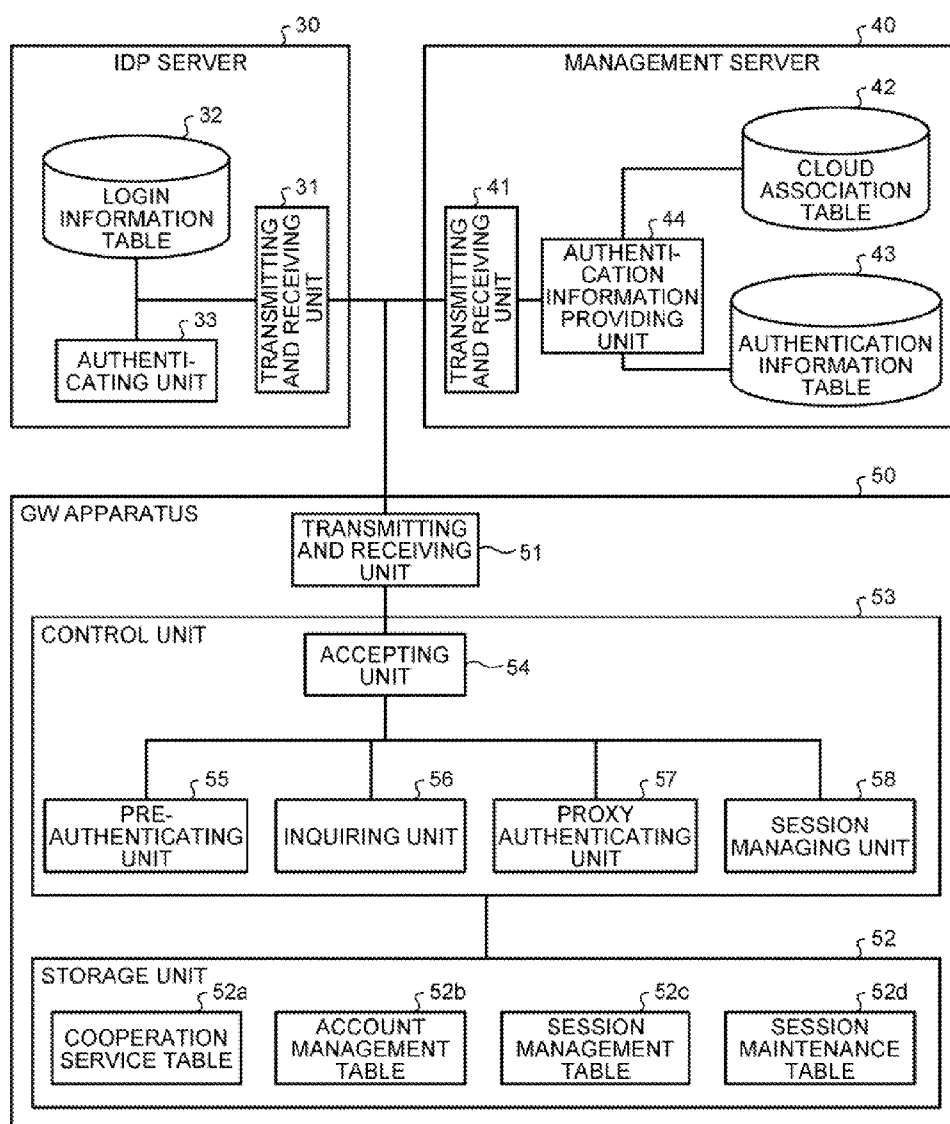 30
IDP SERVER
32
LOGIN
INFORMATION
TABLE
31
TRANSMITTING
AND RECEIVING
UNIT
33
AUTHENTI-
CATING UNIT
40
MANAGEMENT SERVER
42
CLOUD
ASSOCIATION
TABLE
41
TRANSMITTING
AND RECEIVING
UNIT
44
AUTHENTI-
CATION
INFORMATION
PROVIDING
UNIT
43
AUTHENTICATION
INFORMATION
TABLE
50
GW APPARATUS
TRANSMITTING
AND RECEIVING
UNIT
51
53
CONTROL UNIT
ACCEPTING
UNIT
54
55
PRE-
AUTHENTICATING
UNIT
56
INQUIRING UNIT
57
PROXY
AUTHENTICATING
UNIT
58
SESSION
MANAGING UNIT
52
STORAGE UNIT
52a
COOPERATION
SERVICE TABLE
52b
ACCOUNT
MANAGEMENT
TABLE
52c
SESSION
MANAGEMENT
TABLE
52d
SESSION
MAINTENANCE
TABLE